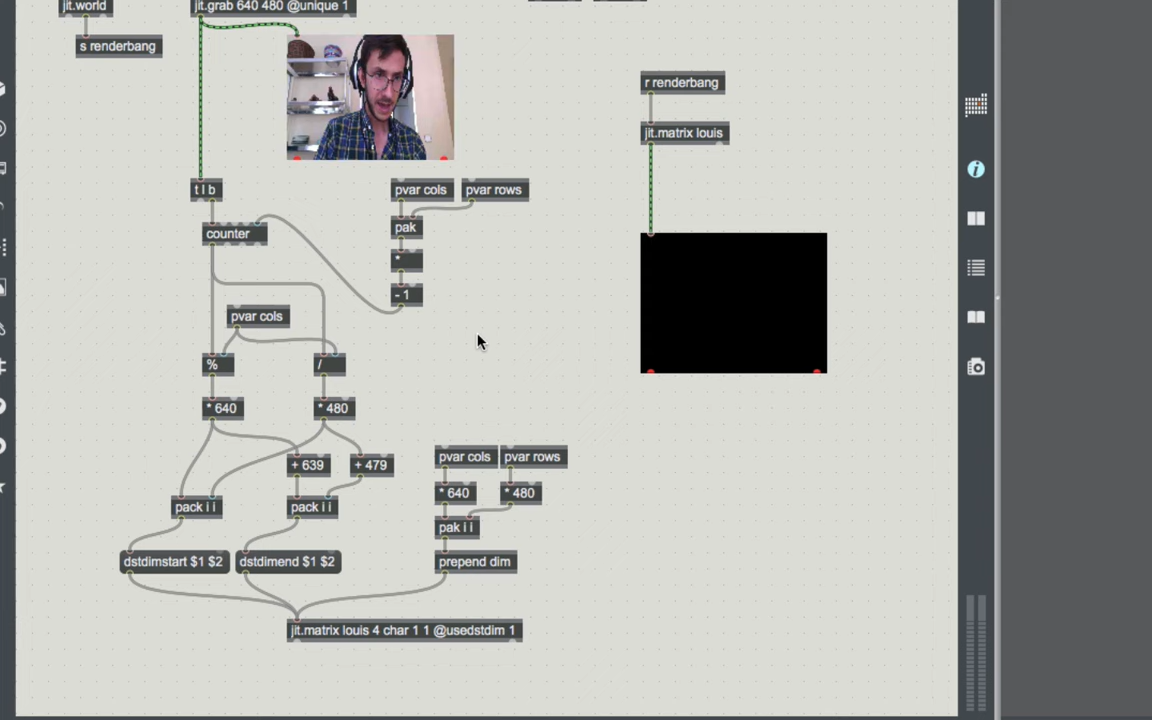 jit.world
jit.grab 640 480 @unique 1
s renderbang
r renderbang
jit.matrix louis
t l b
pvar cols
pvar rows
counter
pak
*
- 1
pvar cols
%
/
* 640
* 480
+ 639
+ 479
pvar cols
pvar rows
* 640
* 480
pack i i
pack i i
pak i i
dstdimstart $1 $2
dstdimend $1 $2
prepend dim
jit.matrix louis 4 char 1 1 @usedstdim 1